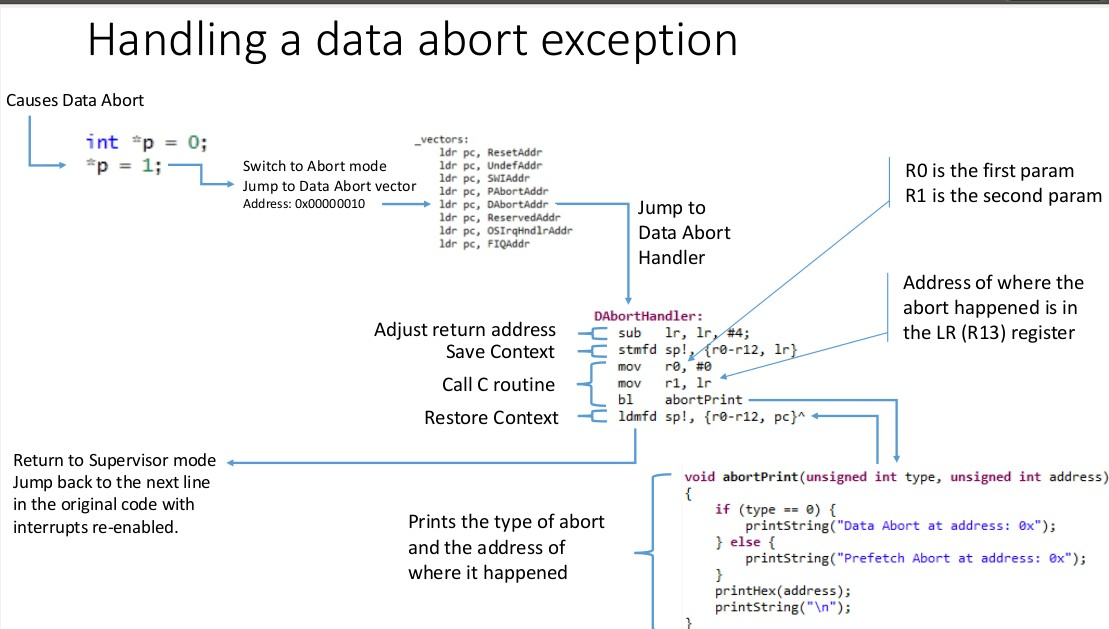 Handling a data abort exception
Causes Data Abort
int *p = 0;
*p = 1;
Switch to Abort mode
Jump to Data Abort vector
Address: 0x00000010
_vectors:
ldr pc, ResetAddr
ldr pc, UndefAddr
ldr pc, SWIAddr
ldr pc, PAbortAddr
ldr pc, DAbortAddr
ldr pc, ReservedAddr
ldr pc, OSIrqHndlrAddr
ldr pc, FIQAddr
Jump to
Data Abort
Handler
R0 is the first param
R1 is the second param
Address of where the
abort happened is in
the LR (R13) register
Adjust return address
Save Context
Call C routine
Restore Context
DAbortHandler:
sub lr, lr, #4;
stmfd sp!, {r0-r12, lr}
mov r0, #0
mov r1, lr
bl abortPrint
ldmfd sp!, {r0-r12, pc}^
Return to Supervisor mode
Jump back to the next line
in the original code with
interrupts re-enabled.
Prints the type of abort
and the address of
where it happened
void abortPrint(unsigned int type, unsigned int address)
{
if (type == 0) {
printString("Data Abort at address: 0x");
} else {
printString("Prefetch Abort at address: 0x");
}
printHex(address);
printString("\n");
}